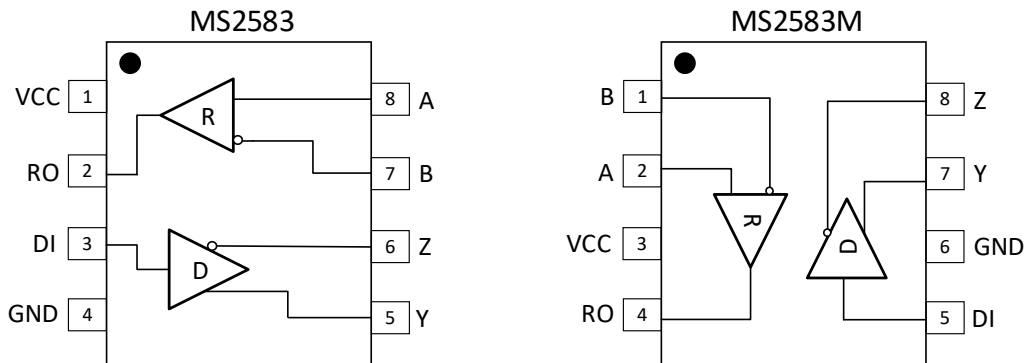 MS2583
VCC 1
8 A
R
RO 2
7 B
DI 3
6 Z
D
GND 4
5 Y
MS2583M
B 1
8 Z
A 2
7 Y
R
D
VCC 3
6 GND
RO 4
5 DI